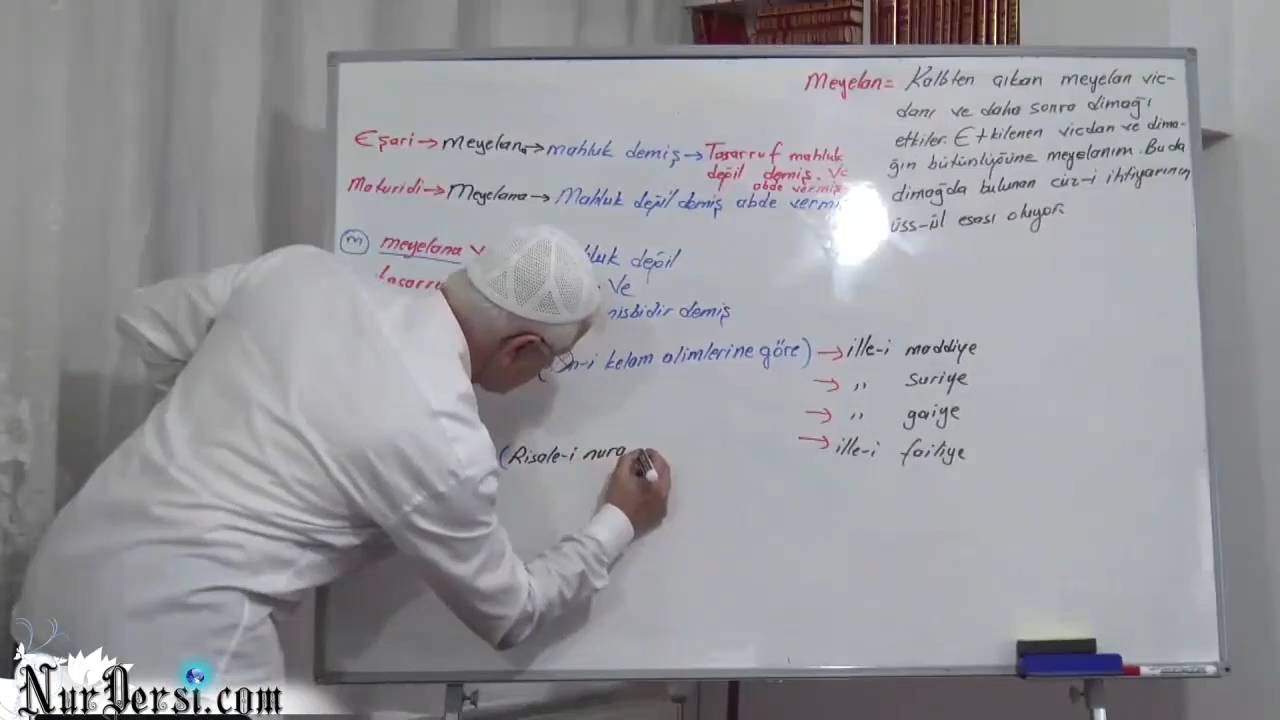 Meyelan = Kalbten çıkan meyelan vic-
danı ve daha sonra dimağı
etkiler. Etkilenen vicdan ve dima-
ğın bütünlüğüne meyelanım. Bu da
dimağda bulunan cüz-i ihtiyarının
üss-ül esası oluyor.
Eşari → meyelan → mahluk demiş → Tasarruf mahluk
değil demiş. Ve
abde vermiş
Maturidi → Meyelana → Mahluk değil demiş abde vermi
m meyelana v
luk değil
tasarru
Ve
nisbidir demiş
n-i kelam alimlerine göre) → ille-i maddiye
→ ,, suriye
→ ,, gaiye
→ ille-i failiye
(Risale-i nura
NurDersi.com